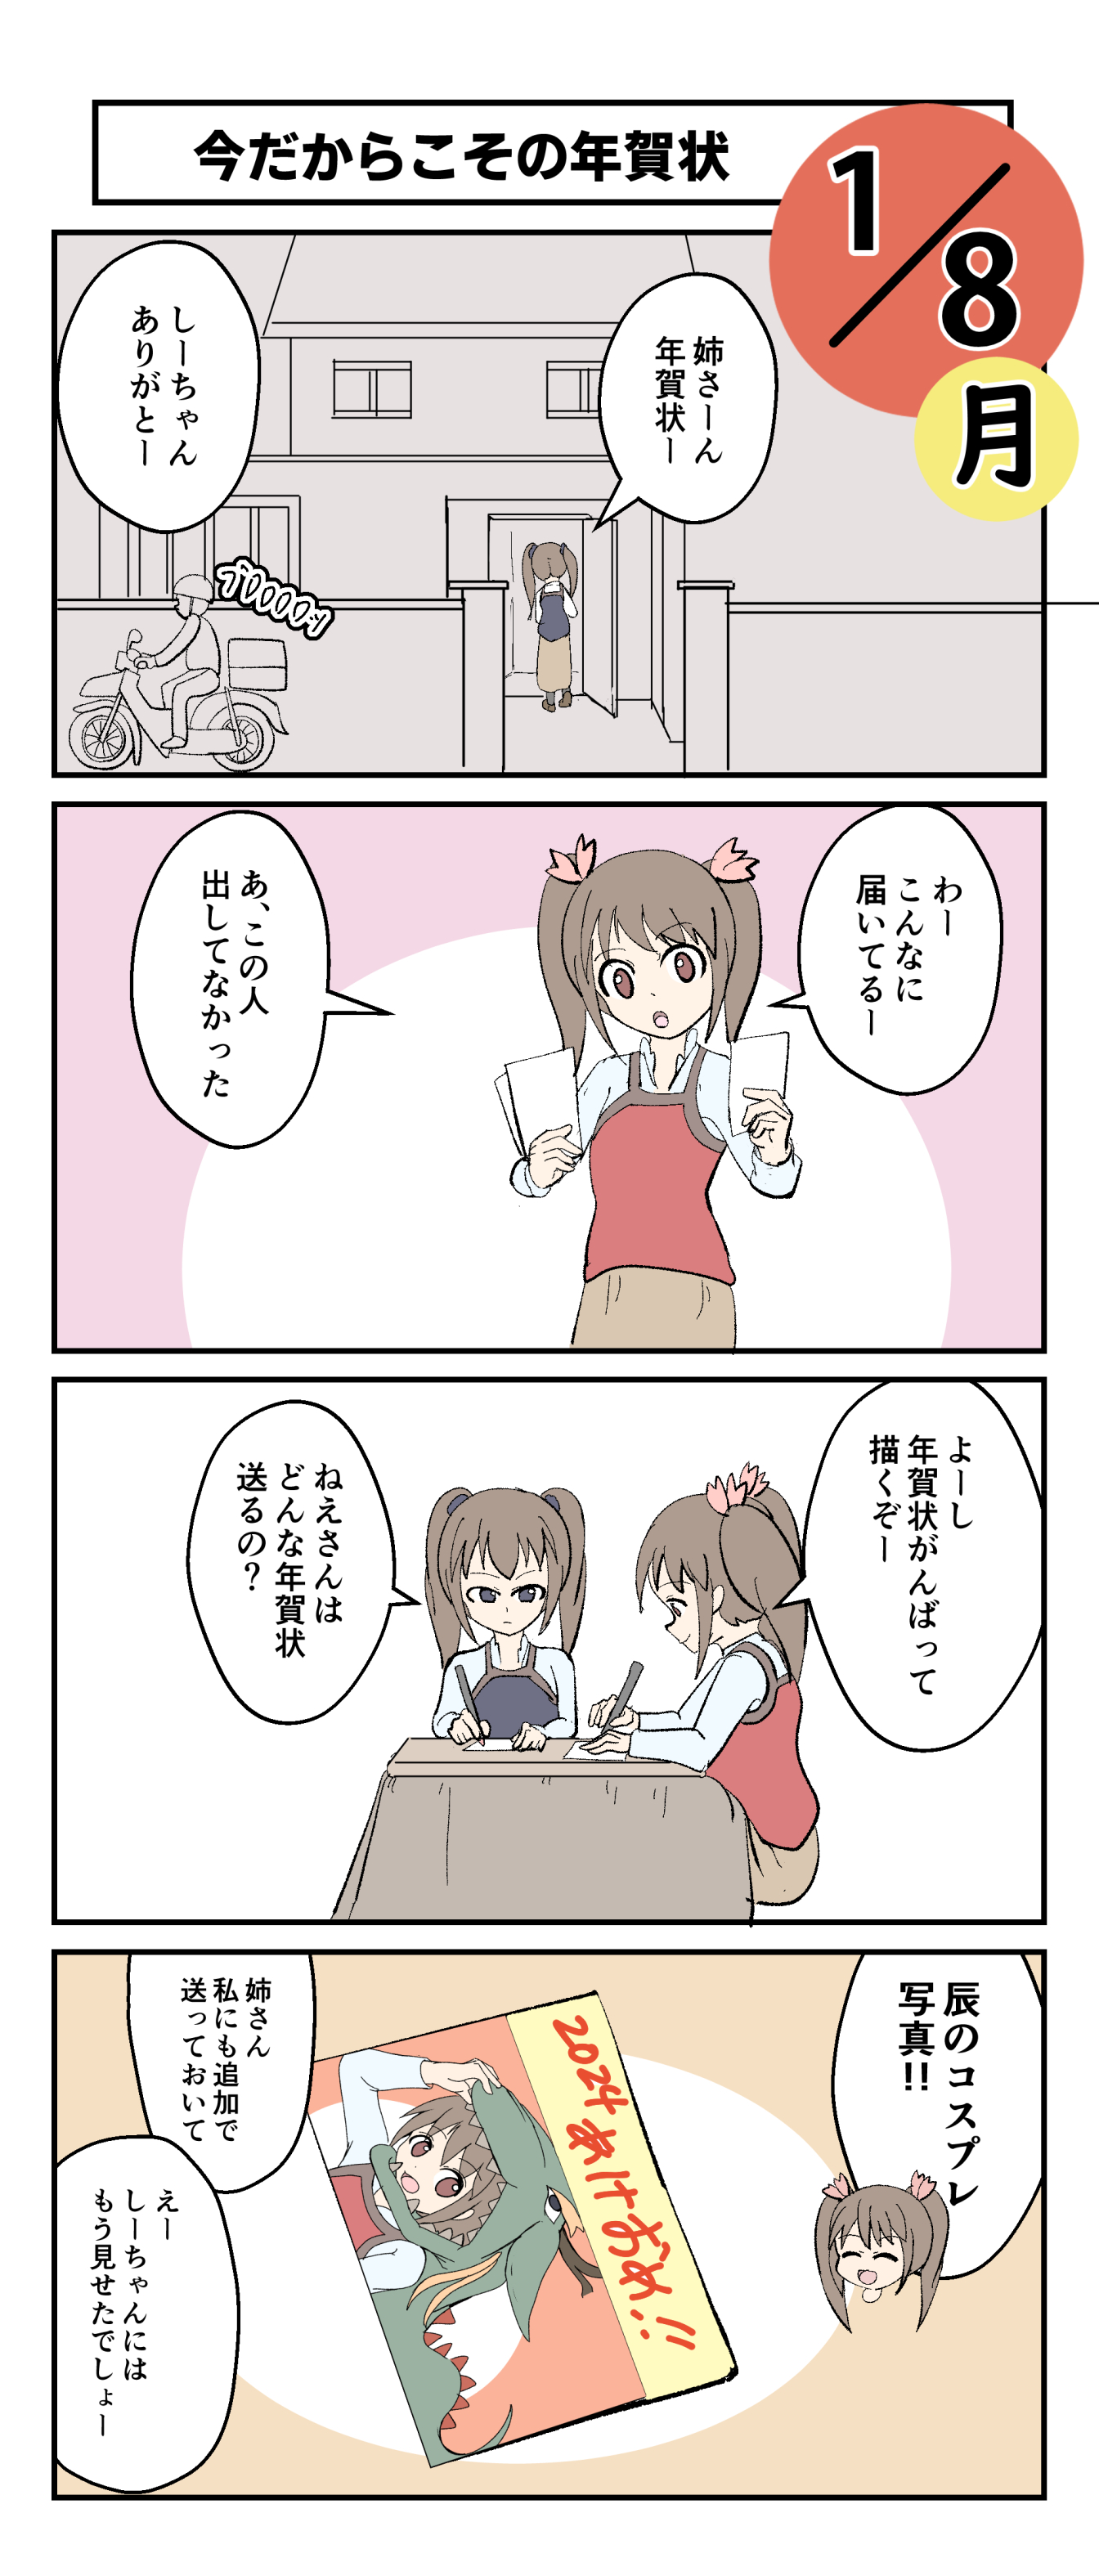 今だからこその年賀状
1/8
月
姉さーん
年賀状ー
しーちゃん
ありがとー
ブロロロロッ
わー
こんなに
届いてるー
あ、この人
出してなかった
よーし
年賀状がんばって
描くぞー
ねえさんは
どんな年賀状
送るの？
辰のコスプレ
写真!!
2024あけおめ!!
姉さん
私にも追加で
送っておいて
えー
しーちゃんには
もう見せたでしょー